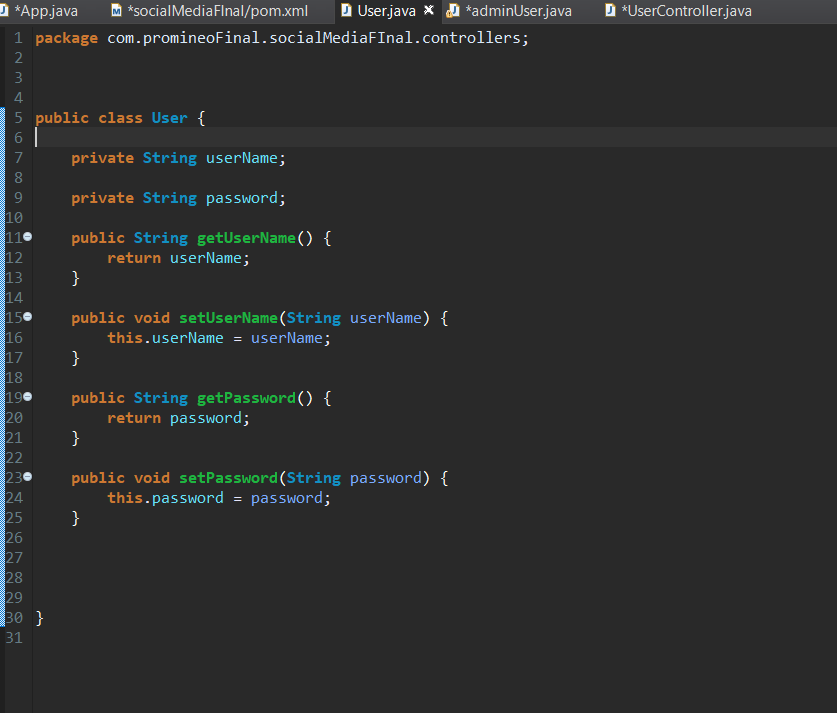 *App.java *socialMediaFInal/pom.xml User.java *adminUser.java *UserController.java
1 package com.promineoFinal.socialMediaFInal.controllers;
2
3
4
5 public class User {
6
7 private String userName;
8
9 private String password;
10
11 public String getUserName() {
12 return userName;
13 }
14
15 public void setUserName(String userName) {
16 this.userName = userName;
17 }
18
19 public String getPassword() {
20 return password;
21 }
22
23 public void setPassword(String password) {
24 this.password = password;
25 }
26
27
28
29
30 }
31